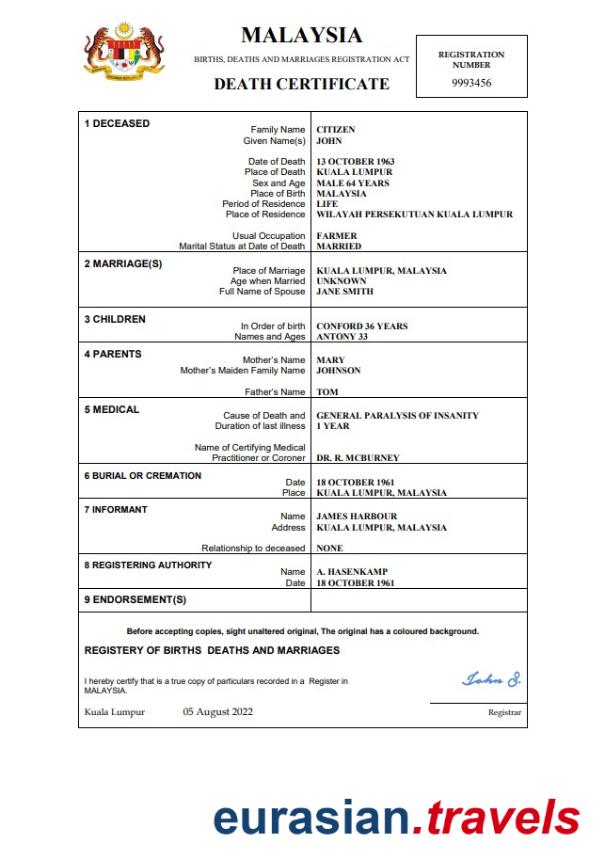 MALAYSIA
BIRTHS, DEATHS AND MARRIAGES REGISTRATION ACT
DEATH CERTIFICATE
REGISTRATION
NUMBER
9993456
1 DECEASED
Family Name CITIZEN
Given Name(s) JOHN
Date of Death 13 OCTOBER 1963
Place of Death KUALA LUMPUR
Sex and Age MALE 64 YEARS
Place of Birth MALAYSIA
Period of Residence LIFE
Place of Residence WILAYAH PERSEKUTUAN KUALA LUMPUR
Usual Occupation FARMER
Marital Status at Date of Death MARRIED
2 MARRIAGE(S)
Place of Marriage KUALA LUMPUR, MALAYSIA
Age when Married UNKNOWN
Full Name of Spouse JANE SMITH
3 CHILDREN
In Order of birth CONFORD 36 YEARS
Names and Ages ANTONY 33
4 PARENTS
Mother's Name MARY
Mother's Maiden Family Name JOHNSON
Father's Name TOM
5 MEDICAL
Cause of Death and GENERAL PARALYSIS OF INSANITY
Duration of last illness 1 YEAR
Name of Certifying Medical
Practitioner or Coroner DR. R. MCBURNEY
6 BURIAL OR CREMATION
Date 18 OCTOBER 1961
Place KUALA LUMPUR, MALAYSIA
7 INFORMANT
Name JAMES HARBOUR
Address KUALA LUMPUR, MALAYSIA
Relationship to deceased NONE
8 REGISTERING AUTHORITY
Name A. HASENKAMP
Date 18 OCTOBER 1961
9 ENDORSEMENT(S)
Before accepting copies, sight unaltered original, The original has a coloured background.
REGISTERY OF BIRTHS DEATHS AND MARRIAGES
I hereby certify that is a true copy of particulars recorded in a Register in
MALAYSIA.
John S.
Kuala Lumpur 05 August 2022
Registrar
eurasian.travels